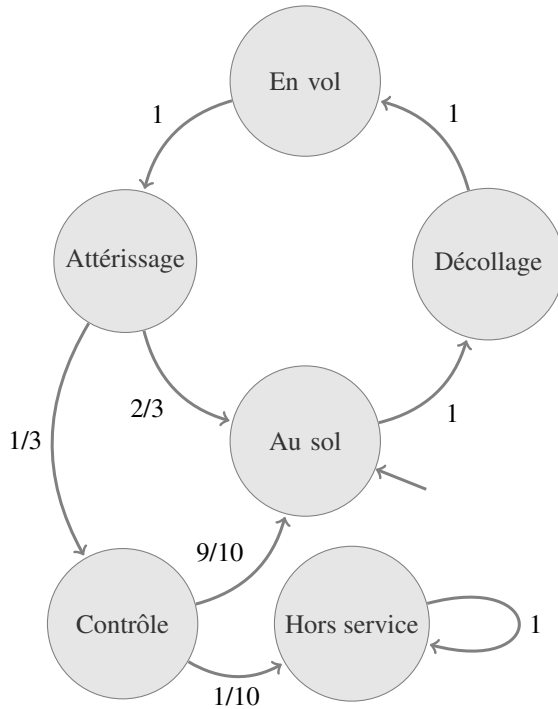 En vol
1
1
Attérissage
Décollage
2/3
1
1/3
Au sol
9/10
Contrôle
Hors service
1
1/10